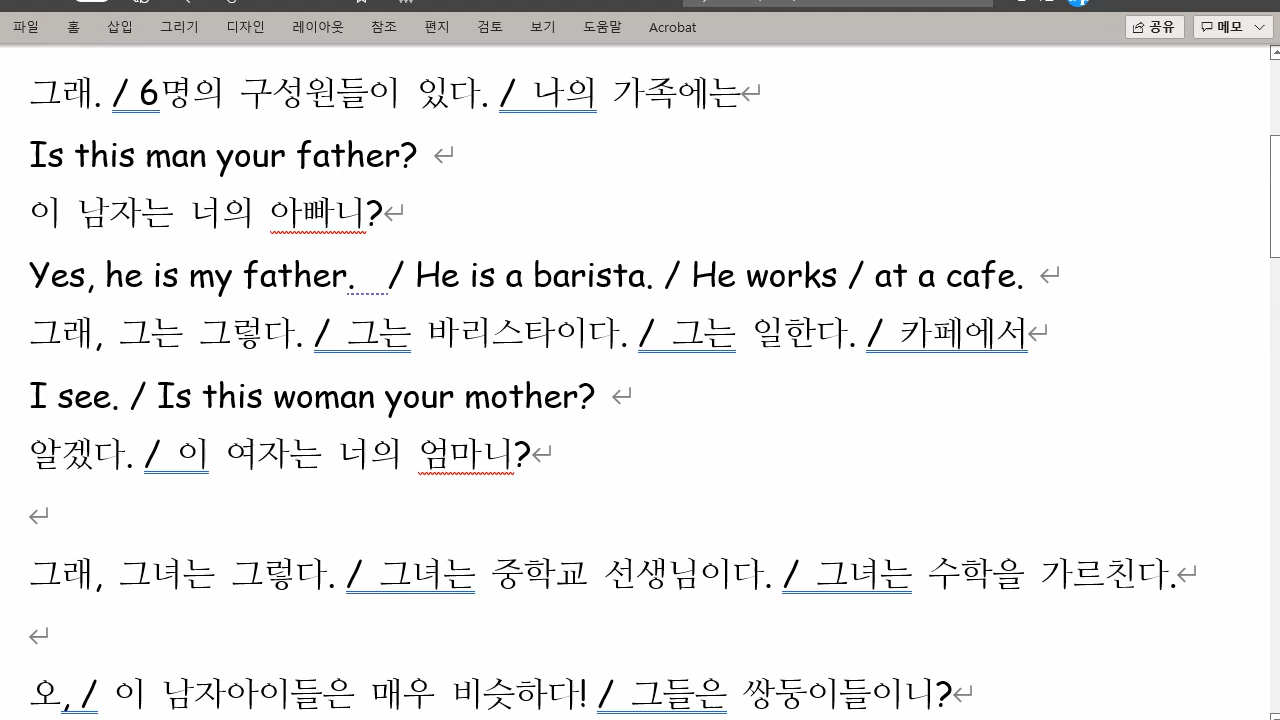 파일 홈 삽입 그리기 디자인 레이아웃 참조 편지 검토 보기 도움말 Acrobat 공유 메모
그래. / 6명의 구성원들이 있다. / 나의 가족에는
Is this man your father?
이 남자는 너의 아빠니?
Yes, he is my father. / He is a barista. / He works / at a cafe.
그래, 그는 그렇다. / 그는 바리스타이다. / 그는 일한다. / 카페에서
I see. / Is this woman your mother?
알겠다. / 이 여자는 너의 엄마니?
그래, 그녀는 그렇다. / 그녀는 중학교 선생님이다. / 그녀는 수학을 가르친다.
오, / 이 남자아이들은 매우 비슷하다! / 그들은 쌍둥이들이니?